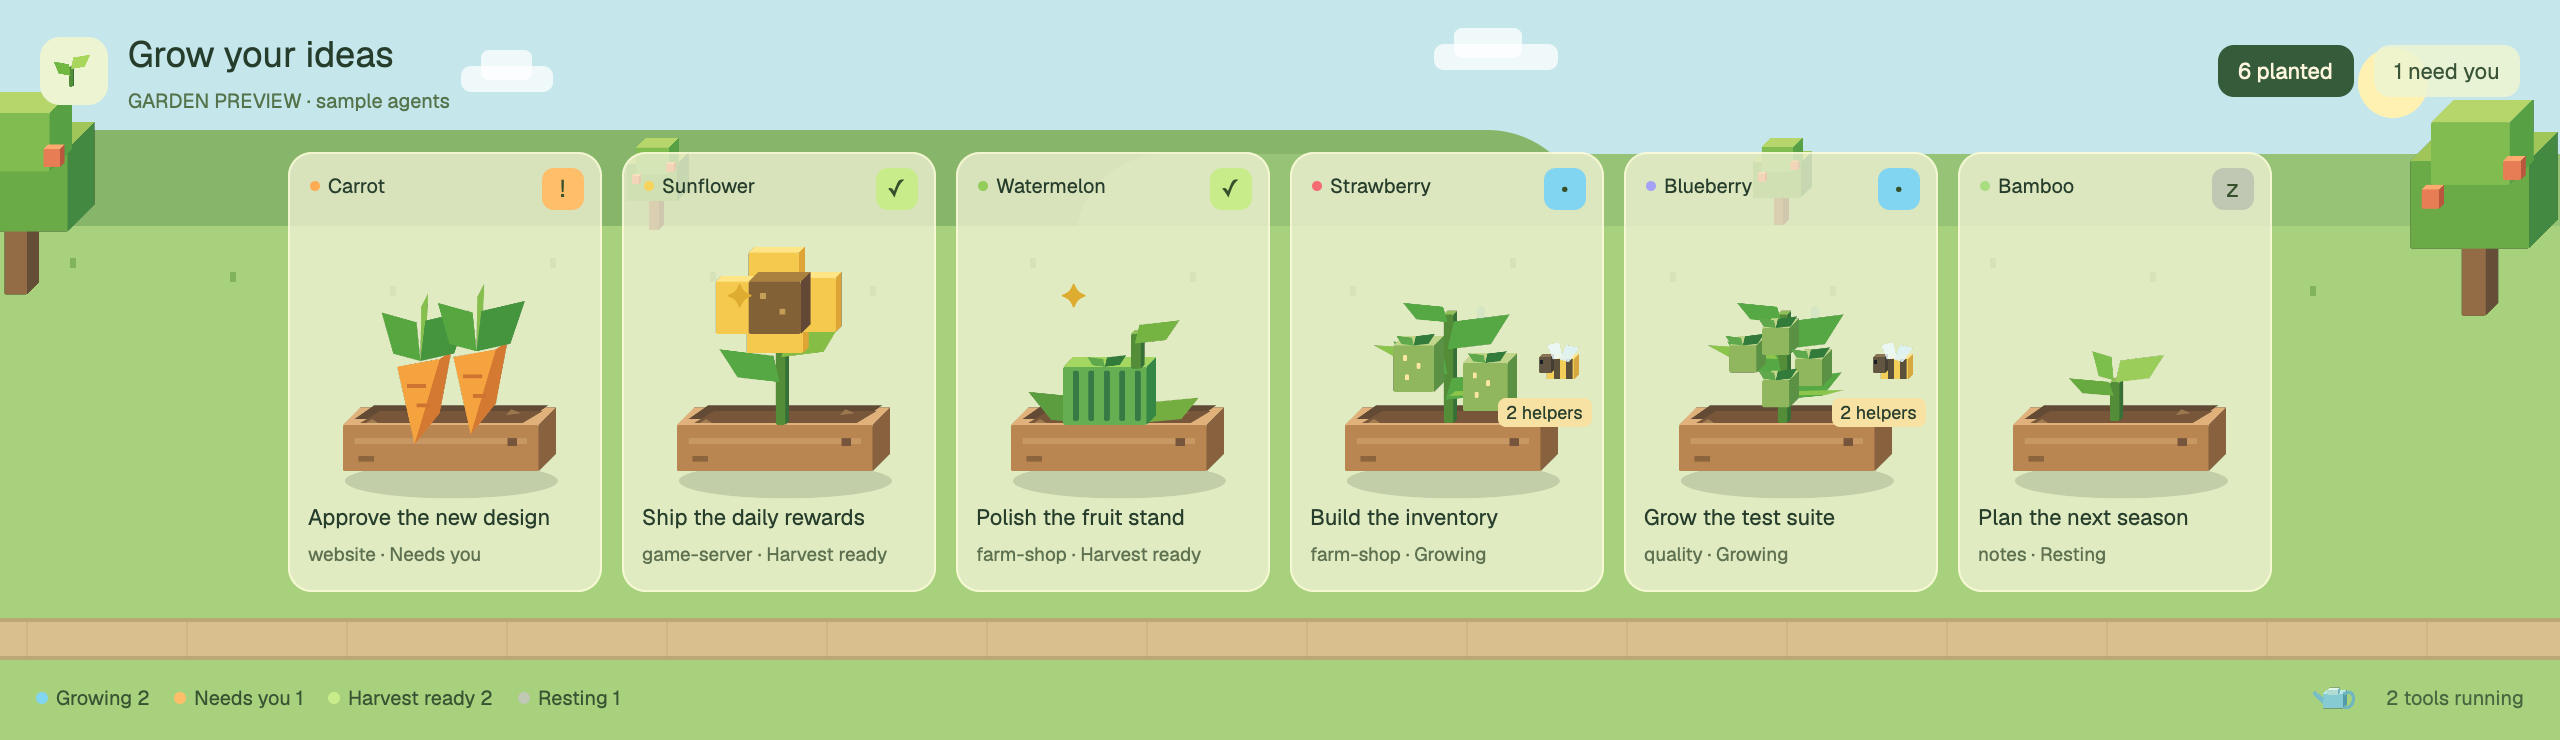 Grow your ideas
GARDEN PREVIEW · sample agents
6 planted
1 need you
Carrot
!
Sunflower
✓
Watermelon
✓
Strawberry
•
Blueberry
•
Bamboo
z
2 helpers
2 helpers
Approve the new design
website · Needs you
Ship the daily rewards
game-server · Harvest ready
Polish the fruit stand
farm-shop · Harvest ready
Build the inventory
farm-shop · Growing
Grow the test suite
quality · Growing
Plan the next season
notes · Resting
Growing 2
Needs you 1
Harvest ready 2
Resting 1
2 tools running